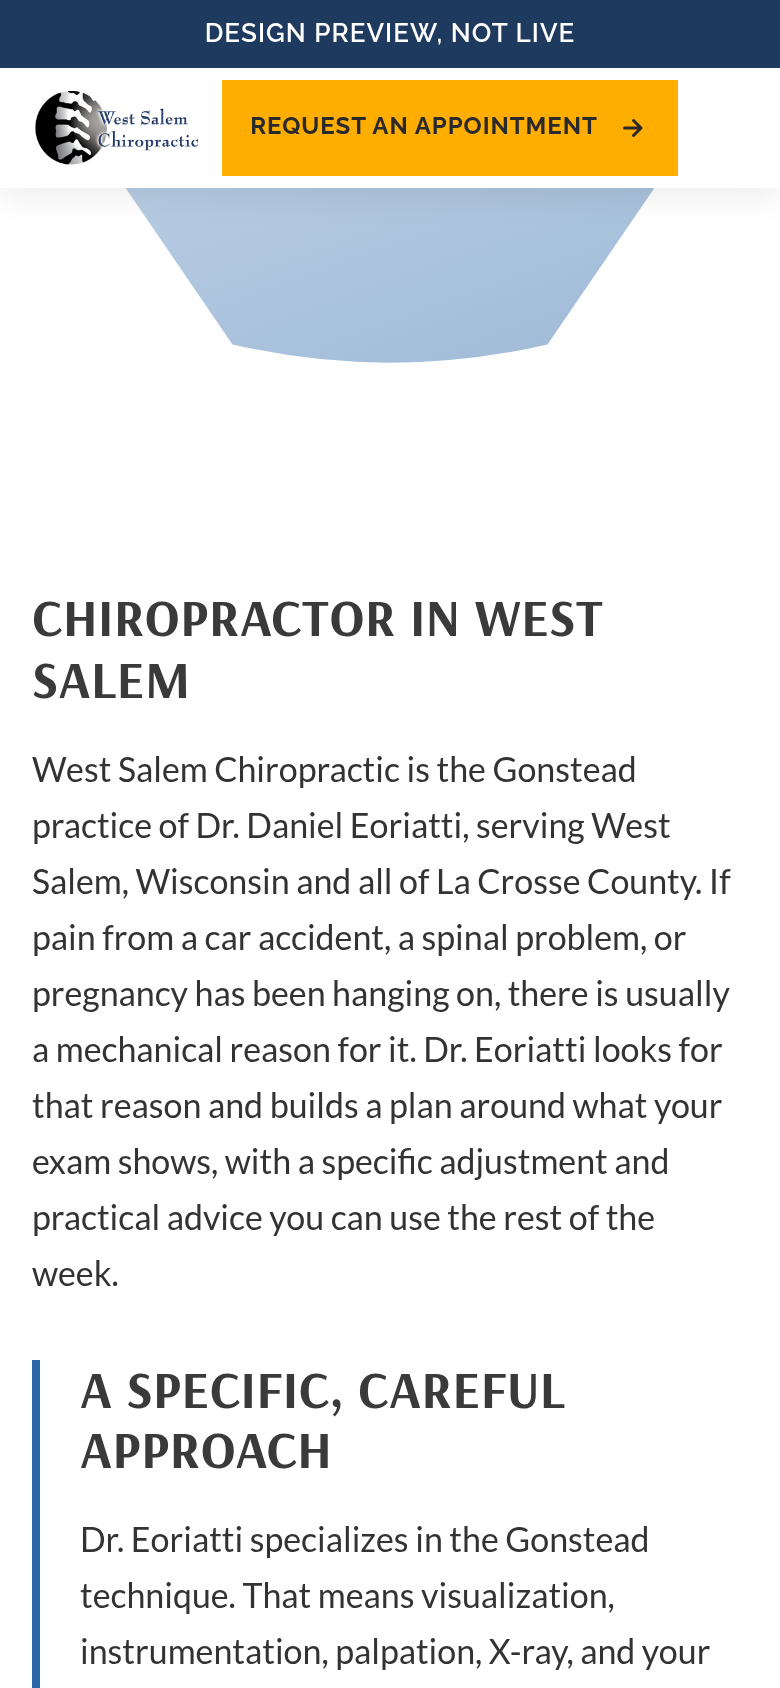 DESIGN PREVIEW, NOT LIVE
West Salem
Chiropractic
REQUEST AN APPOINTMENT
CHIROPRACTOR IN WEST
SALEM
West Salem Chiropractic is the Gonstead
practice of Dr. Daniel Eoriatti, serving West
Salem, Wisconsin and all of La Crosse County. If
pain from a car accident, a spinal problem, or
pregnancy has been hanging on, there is usually
a mechanical reason for it. Dr. Eoriatti looks for
that reason and builds a plan around what your
exam shows, with a specific adjustment and
practical advice you can use the rest of the
week.
A SPECIFIC, CAREFUL
APPROACH
Dr. Eoriatti specializes in the Gonstead
technique. That means visualization,
instrumentation, palpation, X-ray, and your